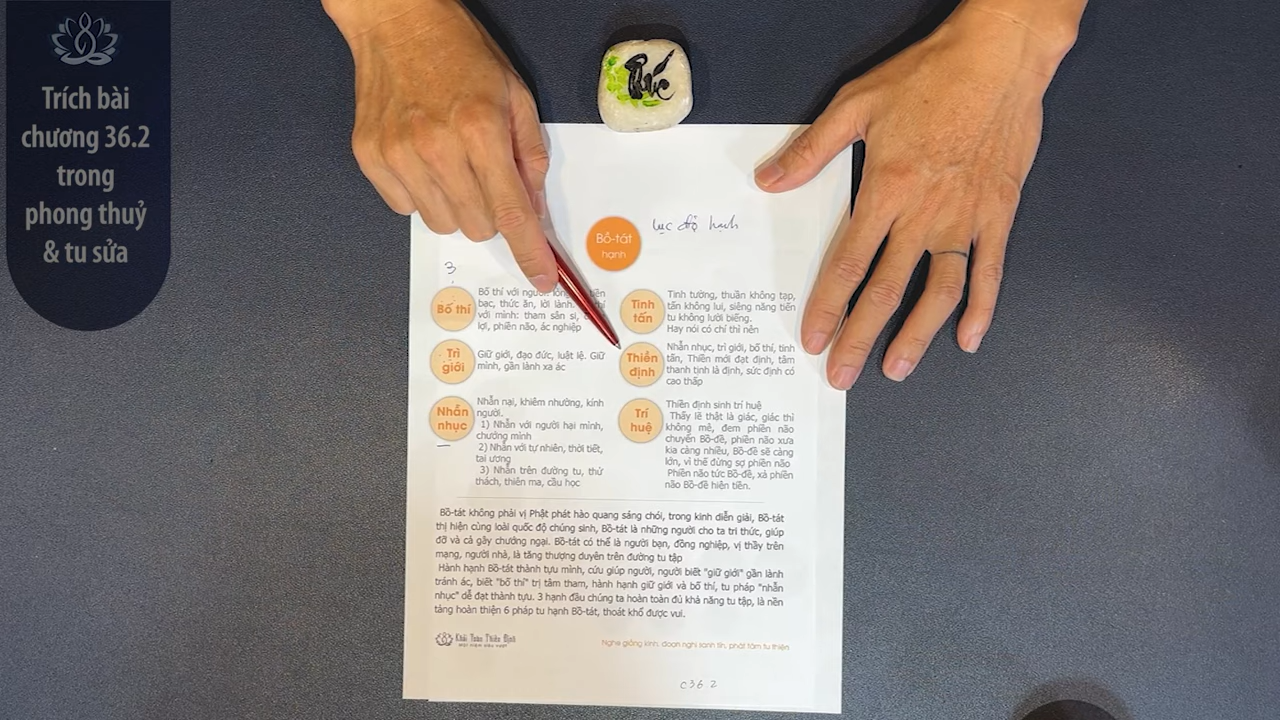 Trích bài
chương 36.2
trong
phong thuỷ
& tu sửa
Phúc
Bồ-tát
hạnh
lục độ hạnh
3
Bố thí
Bố thí với người: tiền
bạc, thức ăn, lời lành.
với mình: tham sân si,
lợi, phiền não, ác nghiệp
Trì
giới
Giữ giới, đạo đức, luật lệ. Giữ
mình, gần lành xa ác
Nhẫn
nhục
Nhẫn nại, khiêm nhường, kính
người.
1) Nhẫn với người hại mình,
chướng mình
2) Nhẫn với tự nhiên, thời tiết,
tai ương
3) Nhẫn trên đường tu, thử
thách, thiên ma, cầu học
Tinh
tấn
Tinh tường, thuần không tạp,
tấn không lui, siêng năng tiến
tu không lười biếng.
Hay nói có chí thì nên
Thiền
định
Nhẫn nhục, trì giới, bố thí, tinh
tấn, Thiền mới đạt định, tâm
thanh tịnh là định, sức định có
cao thấp
Trí
huệ
Thiền định sinh trí huệ
Thấy lẽ thật là giác, giác thì
không mê, đem phiền não
chuyển Bồ-đề, phiền não xưa
kia càng nhiều, Bồ-đề sẽ càng
lớn, vì thế đừng sợ phiền não
Phiền não tức Bồ-đề, xả phiền
não Bồ-đề hiện tiền.
Bồ-tát không phải vị Phật phát hào quang sáng chói, trong kinh diễn giải, Bồ-tát
thị hiện cùng loài quốc độ chúng sinh, Bồ-tát là những người cho ta tri thức, giúp
đỡ và cả gây chướng ngại. Bồ-tát có thể là người bạn, đồng nghiệp, vị thầy trên
mạng, người nhà, là tăng thượng duyên trên đường tu tập
Hành hạnh Bồ-tát thành tựu mình, cứu giúp người, người biết "giữ giới" gần lành
tránh ác, biết "bố thí" trị tâm tham, hành hạnh giữ giới và bố thí, tu pháp "nhẫn
nhục" dễ đạt thành tựu. 3 hạnh đầu chúng ta hoàn toàn đủ khả năng tu tập, là nền
tảng hoàn thiện 6 pháp tu hạnh Bồ-tát, thoát khổ được vui.
Khải Toàn Thiền Định
Nghe giảng kinh, đoạn nghi sanh tín, phát tâm tu thiện.
C36.2